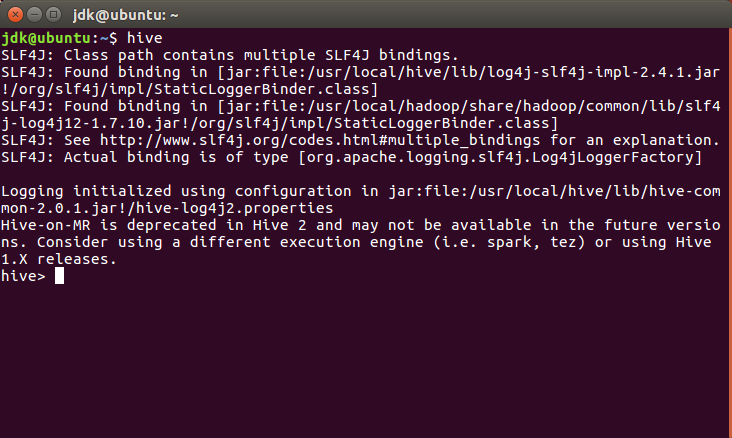 jdk@ubuntu: ~
jdk@ubuntu:~$ hive
SLF4J: Class path contains multiple SLF4J bindings.
SLF4J: Found binding in [jar:file:/usr/local/hive/lib/log4j-slf4j-impl-2.4.1.jar
!/org/slf4j/impl/StaticLoggerBinder.class]
SLF4J: Found binding in [jar:file:/usr/local/hadoop/share/hadoop/common/lib/slf4
j-log4j12-1.7.10.jar!/org/slf4j/impl/StaticLoggerBinder.class]
SLF4J: See http://www.slf4j.org/codes.html#multiple_bindings for an explanation.
SLF4J: Actual binding is of type [org.apache.logging.slf4j.Log4jLoggerFactory]

Logging initialized using configuration in jar:file:/usr/local/hive/lib/hive-com
mon-2.0.1.jar!/hive-log4j2.properties
Hive-on-MR is deprecated in Hive 2 and may not be available in the future versio
ns. Consider using a different execution engine (i.e. spark, tez) or using Hive
1.X releases.
hive>